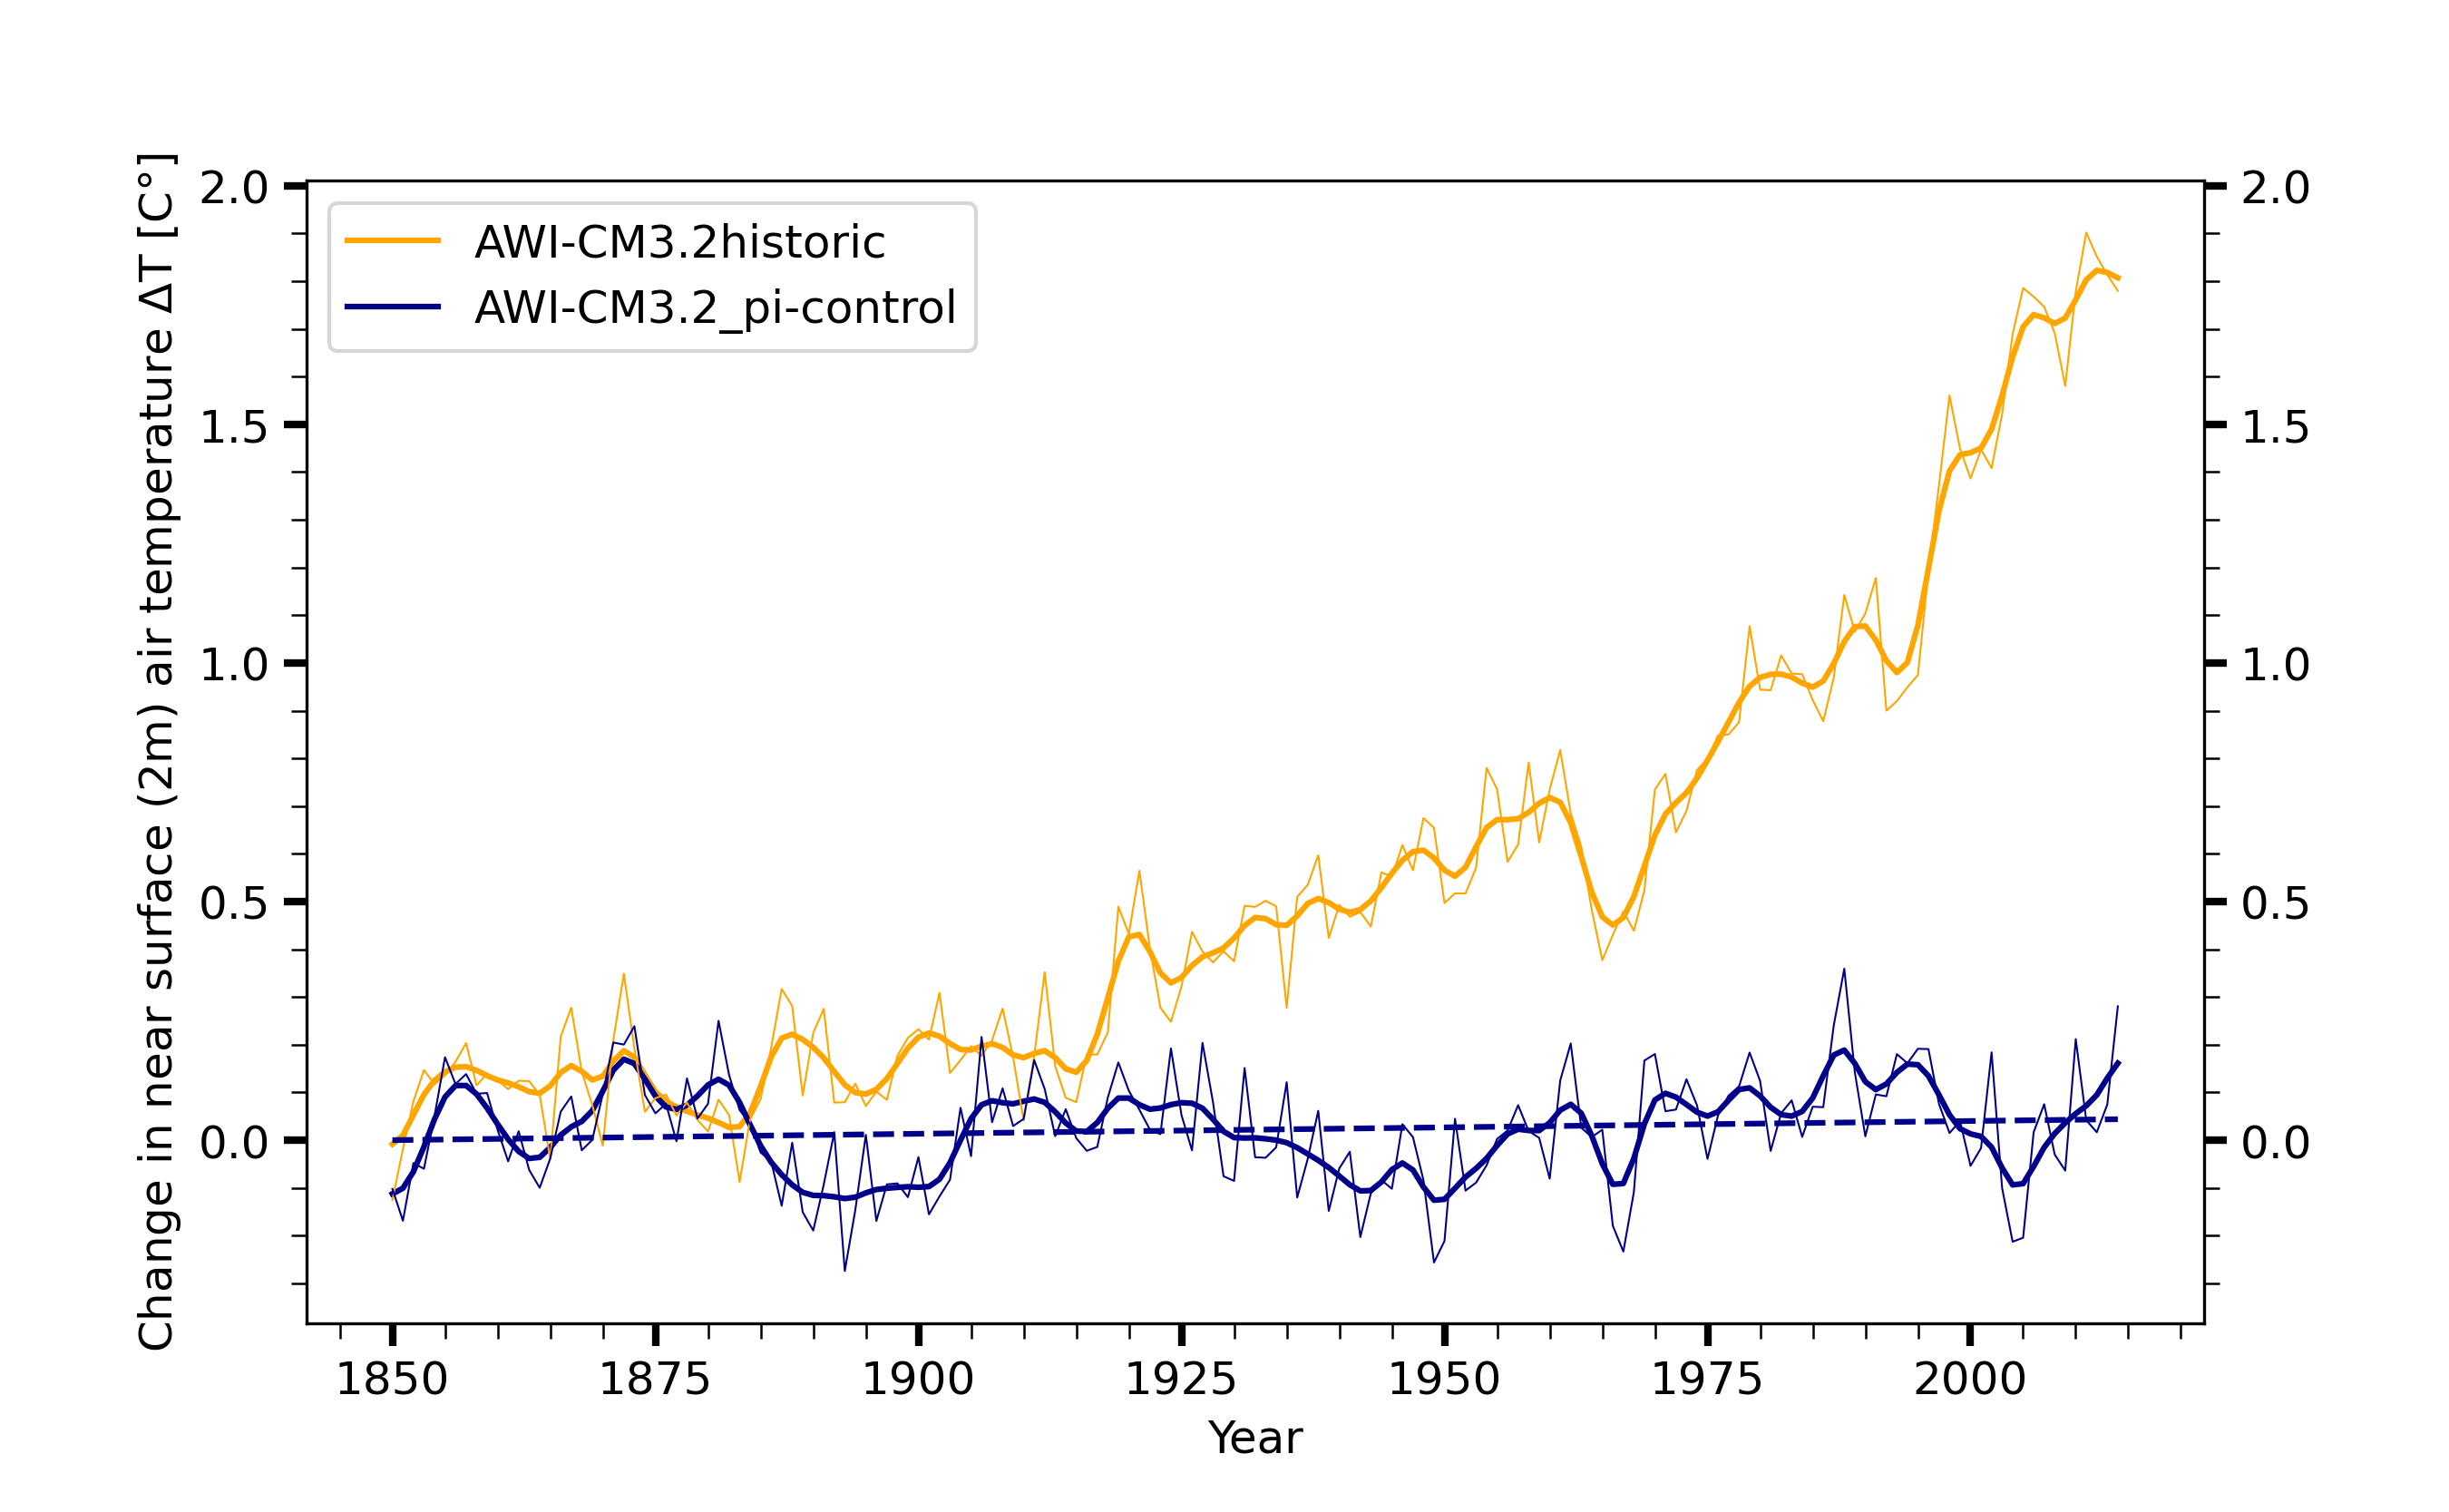 Change in near surface (2m) air temperature ΔT [C°]
2.0
1.5
1.0
0.5
0.0
AWI-CM3.2historic
AWI-CM3.2_pi-control
2.0
1.5
1.0
0.5
0.0
1850 1875 1900 1925 1950 1975 2000
Year